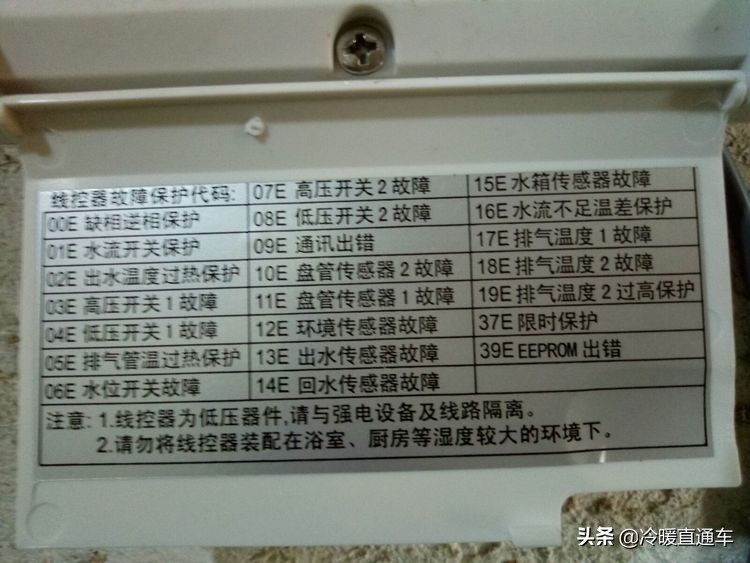 线控器故障保护代码:
00E 缺相逆相保护
01E 水流开关保护
02E 出水温度过热保护
03E 高压开关1故障
04E 低压开关1故障
05E 排气管温过热保护
06E 水位开关故障
07E 高压开关2故障
08E 低压开关2故障
09E 通讯出错
10E 盘管传感器2故障
11E 盘管传感器1故障
12E 环境传感器故障
13E 出水传感器故障
14E 回水传感器故障
15E 水箱传感器故障
16E 水流不足温差保护
17E 排气温度1故障
18E 排气温度2故障
19E 排气温度2过高保护
37E 限时保护
39E EEPROM 出错
注意: 1.线控器为低压器件,请与强电设备及线路隔离。
2.请勿将线控器装配在浴室、厨房等湿度较大的环境下。
头条 @冷暖直通车